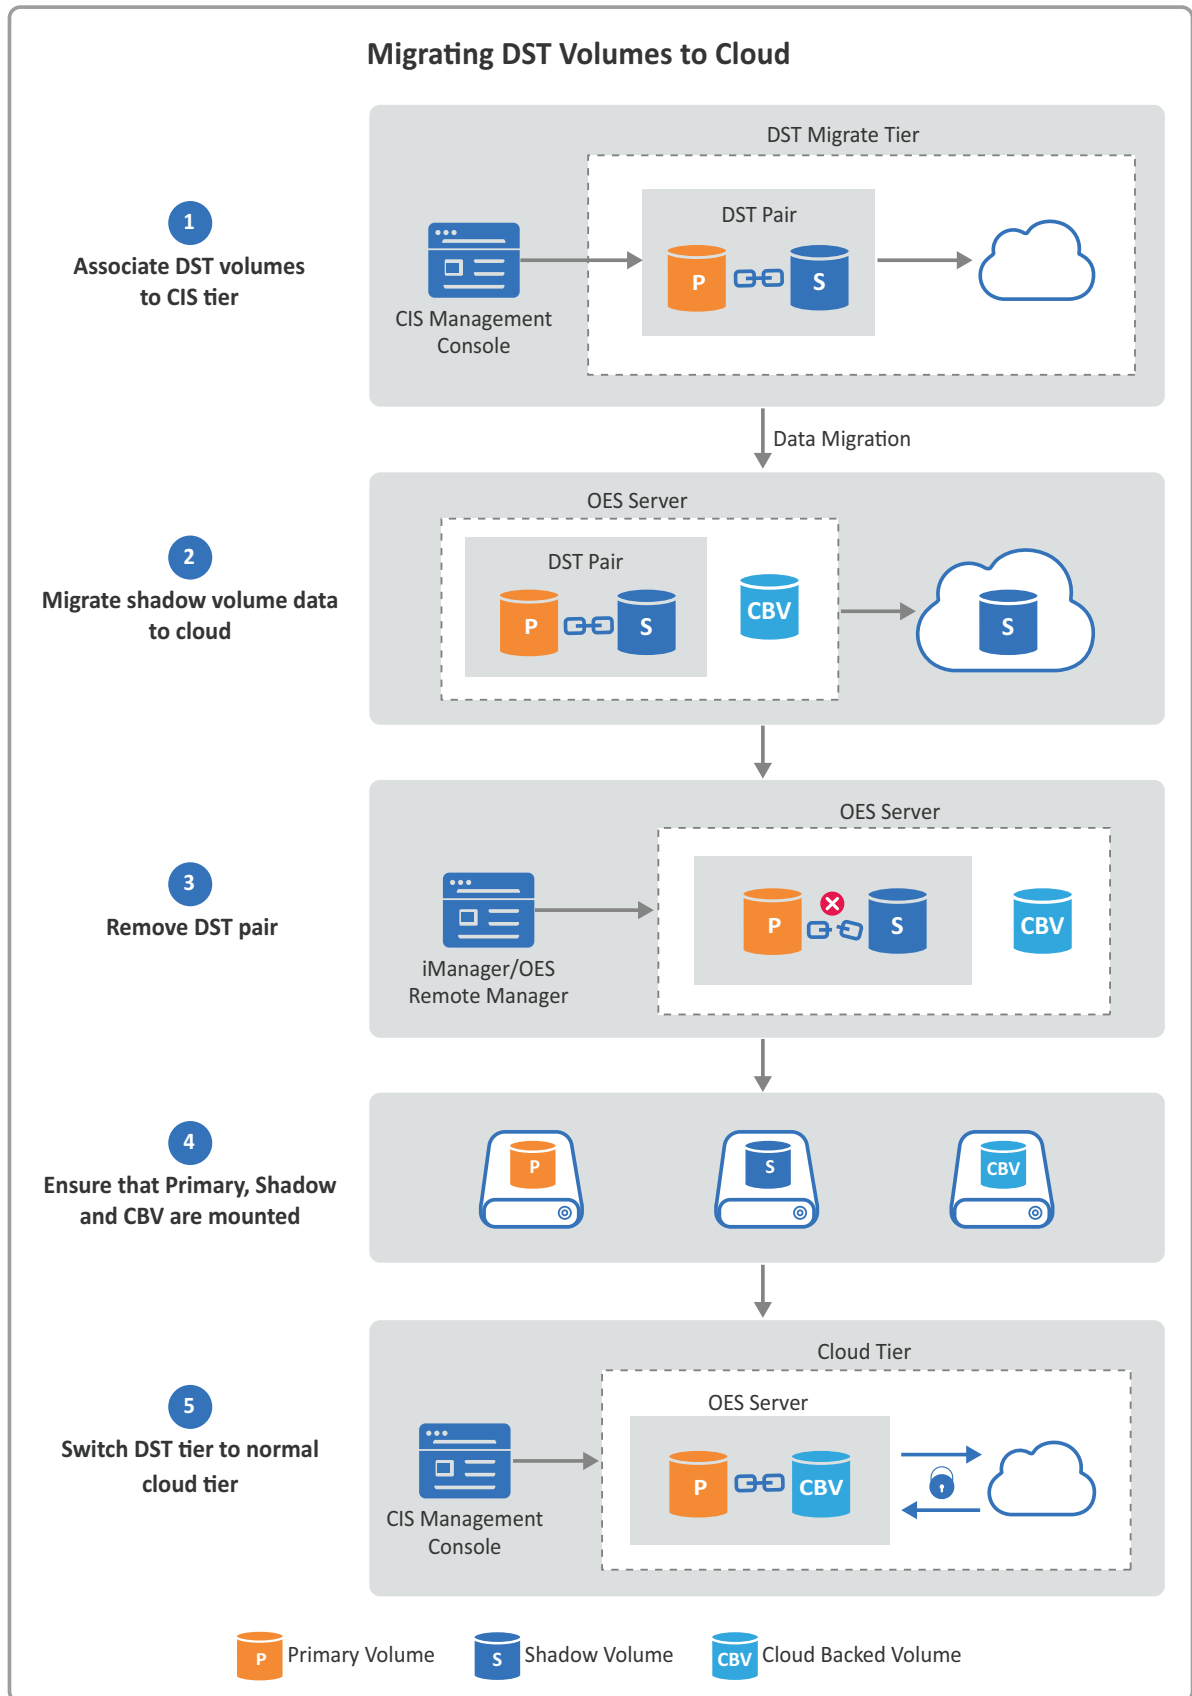 Migrating DST Volumes to Cloud
1
Associate DST volumes
to CIS tier
DST Migrate Tier
DST Pair
P
S
CIS Management
Console
Data Migration
2
Migrate shadow volume data
to cloud
OES Server
DST Pair
P
S
CBV
S
3
Remove DST pair
OES Server
P
S
CBV
iManager/OES
Remote Manager
4
Ensure that Primary, Shadow
and CBV are mounted
P
S
CBV
5
Switch DST tier to normal
cloud tier
Cloud Tier
OES Server
P
CBV
CIS Management
Console
P Primary Volume
S Shadow Volume
CBV Cloud Backed Volume